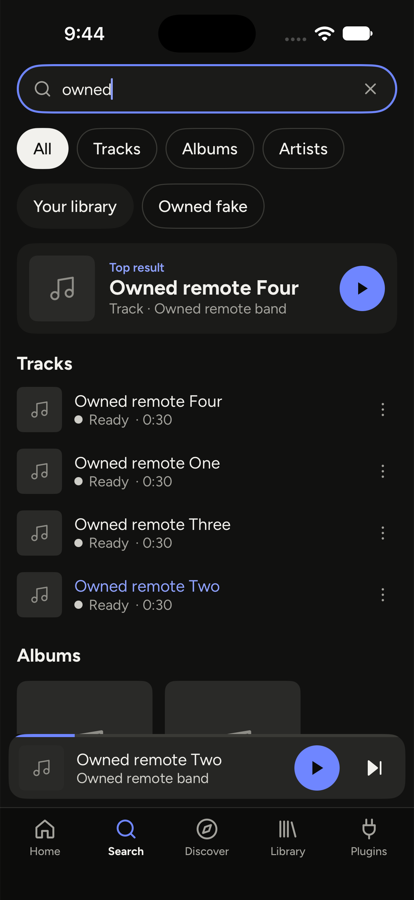 9:44
owned
All
Tracks
Albums
Artists
Your library
Owned fake
Top result
Owned remote Four
Track · Owned remote band
Tracks
Owned remote Four
Ready · 0:30
Owned remote One
Ready · 0:30
Owned remote Three
Ready · 0:30
Owned remote Two
Ready · 0:30
Albums
Owned remote Two
Owned remote band
Home
Search
Discover
Library
Plugins